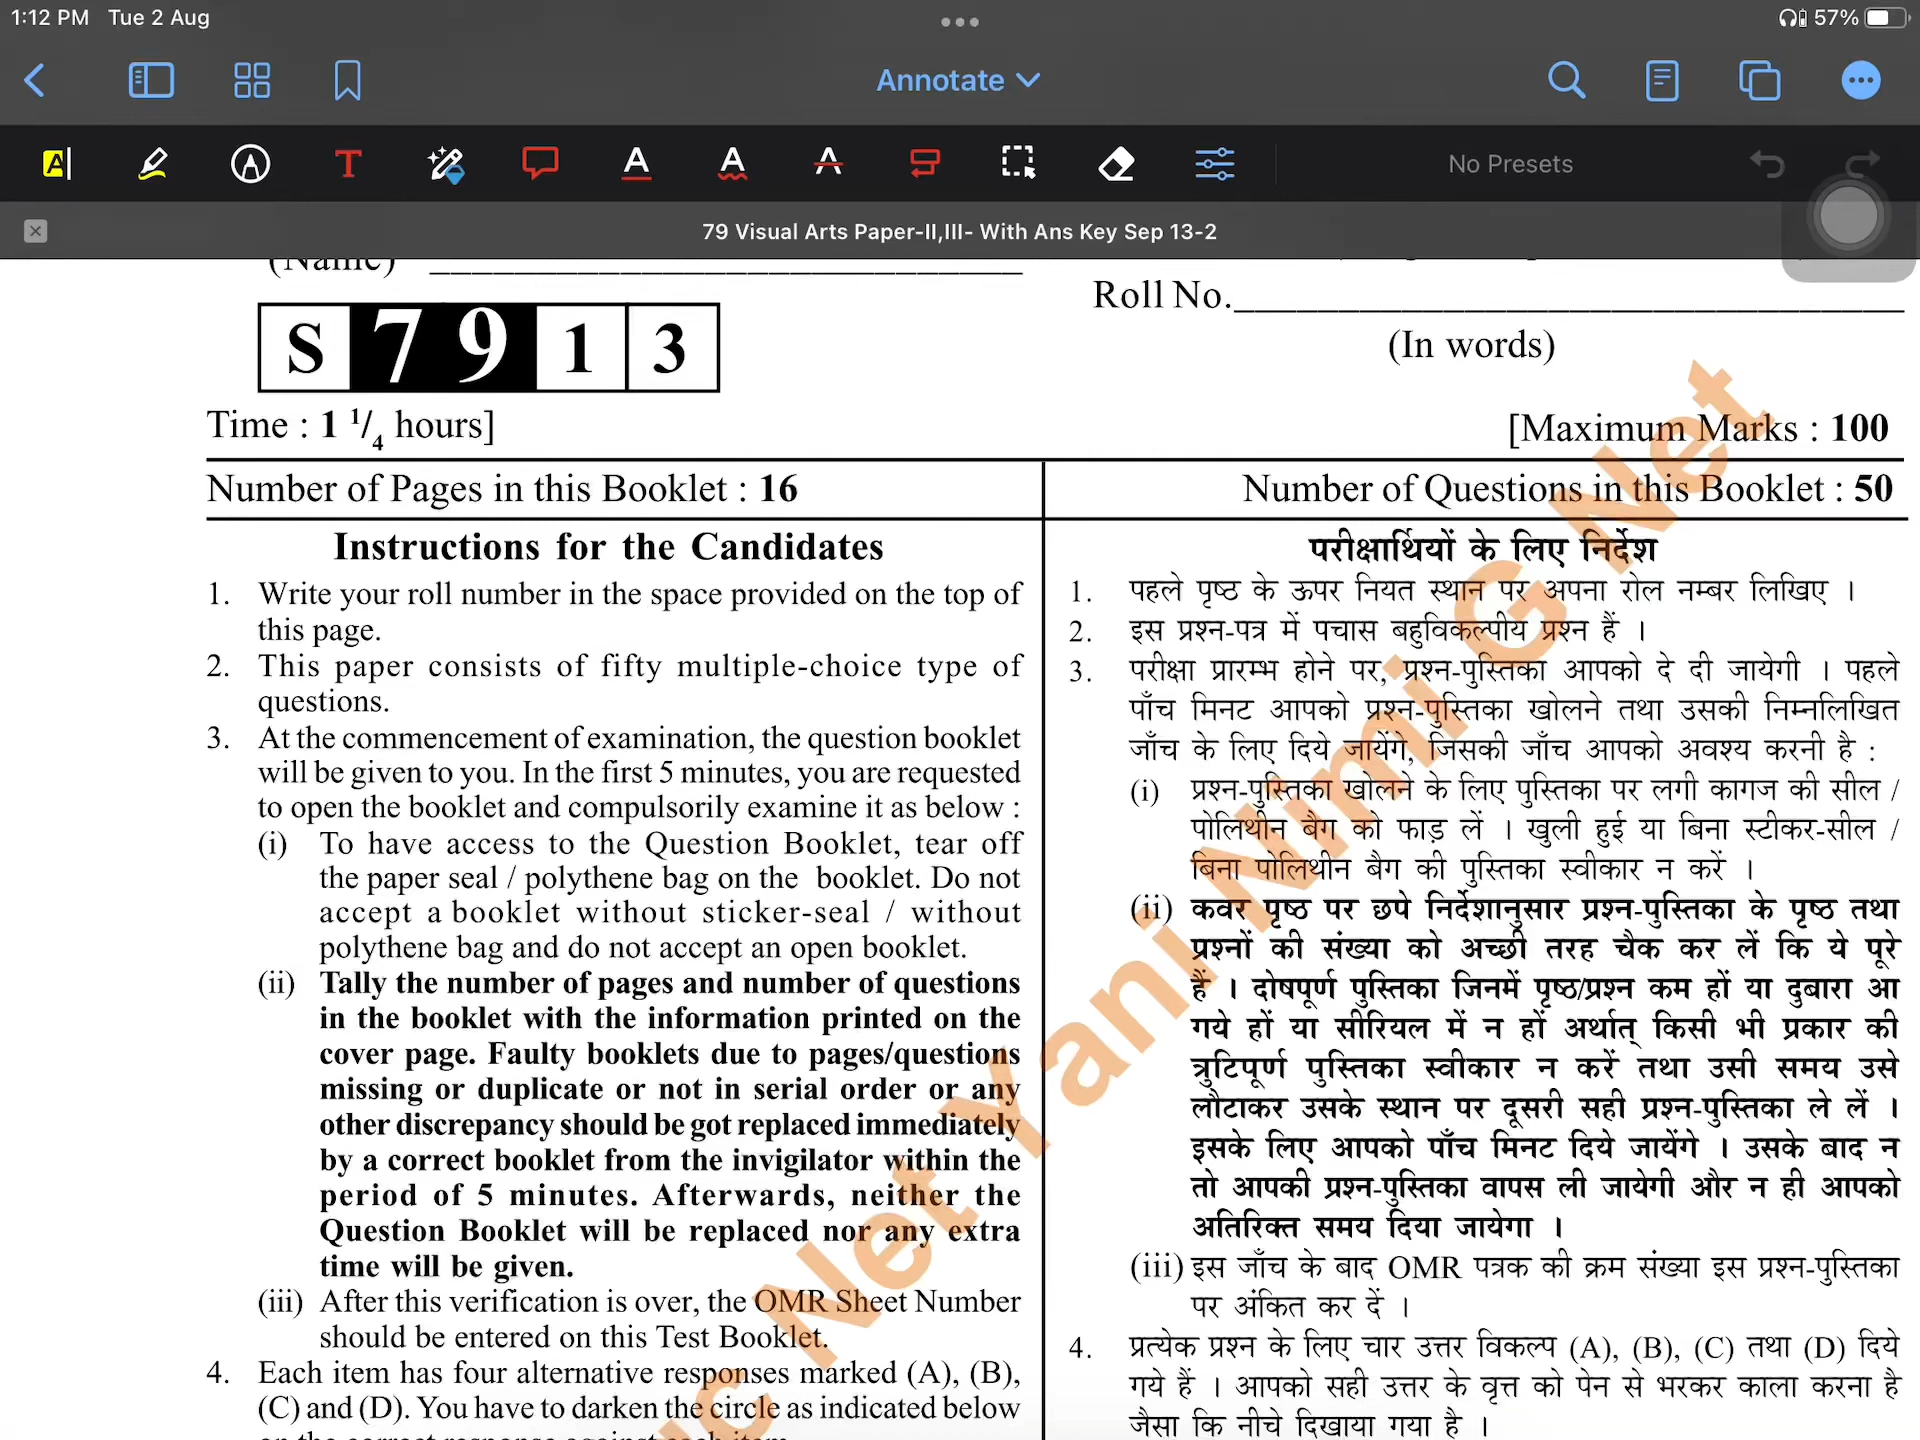 1:12 PM Tue 2 Aug
57%
Annotate
No Presets
79 Visual Arts Paper-II,III- With Ans Key Sep 13-2
(Name)
Roll No.
(In words)
S 7 9 1 3
Time : 1 1/4 hours]
[Maximum Marks : 100
Number of Pages in this Booklet : 16
Number of Questions in this Booklet : 50
Instructions for the Candidates
1. Write your roll number in the space provided on the top of
this page.
2. This paper consists of fifty multiple-choice type of
questions.
3. At the commencement of examination, the question booklet
will be given to you. In the first 5 minutes, you are requested
to open the booklet and compulsorily examine it as below :
(i) To have access to the Question Booklet, tear off
the paper seal / polythene bag on the booklet. Do not
accept a booklet without sticker-seal / without
polythene bag and do not accept an open booklet.
(ii) Tally the number of pages and number of questions
in the booklet with the information printed on the
cover page. Faulty booklets due to pages/questions
missing or duplicate or not in serial order or any
other discrepancy should be got replaced immediately
by a correct booklet from the invigilator within the
period of 5 minutes. Afterwards, neither the
Question Booklet will be replaced nor any extra
time will be given.
(iii) After this verification is over, the OMR Sheet Number
should be entered on this Test Booklet.
4. Each item has four alternative responses marked (A), (B),
(C) and (D). You have to darken the circle as indicated below
परीक्षार्थियों के लिए निर्देश
1. पहले पृष्ठ के ऊपर नियत स्थान पर अपना रोल नम्बर लिखिए ।
2. इस प्रश्न-पत्र में पचास बहुविकल्पीय प्रश्न हैं ।
3. परीक्षा प्रारम्भ होने पर, प्रश्न-पुस्तिका आपको दे दी जायेगी । पहले
पाँच मिनट आपको प्रश्न-पुस्तिका खोलने तथा उसकी निम्नलिखित
जाँच के लिए दिये जायेंगे, जिसकी जाँच आपको अवश्य करनी है :
(i) प्रश्न-पुस्तिका खोलने के लिए पुस्तिका पर लगी कागज की सील /
पोलिथीन बैग को फाड़ लें । खुली हुई या बिना स्टीकर-सील /
बिना पोलिथीन बैग की पुस्तिका स्वीकार न करें ।
(ii) कवर पृष्ठ पर छपे निर्देशानुसार प्रश्न-पुस्तिका के पृष्ठ तथा
प्रश्नों की संख्या को अच्छी तरह चैक कर लें कि ये पूरे
हैं । दोषपूर्ण पुस्तिका जिनमें पृष्ठ/प्रश्न कम हों या दुबारा आ
गये हों या सीरियल में न हों अर्थात् किसी भी प्रकार की
त्रुटिपूर्ण पुस्तिका स्वीकार न करें तथा उसी समय उसे
लौटाकर उसके स्थान पर दूसरी सही प्रश्न-पुस्तिका ले लें ।
इसके लिए आपको पाँच मिनट दिये जायेंगे । उसके बाद न
तो आपकी प्रश्न-पुस्तिका वापस ली जायेगी और न ही आपको
अतिरिक्त समय दिया जायेगा ।
(iii) इस जाँच के बाद OMR पत्रक की क्रम संख्या इस प्रश्न-पुस्तिका
पर अंकित कर दें ।
4. प्रत्येक प्रश्न के लिए चार उत्तर विकल्प (A), (B), (C) तथा (D) दिये
गये हैं । आपको सही उत्तर के वृत्त को पेन से भरकर काला करना है
जैसा कि नीचे दिखाया गया है ।
Net Yani Nimi G Net